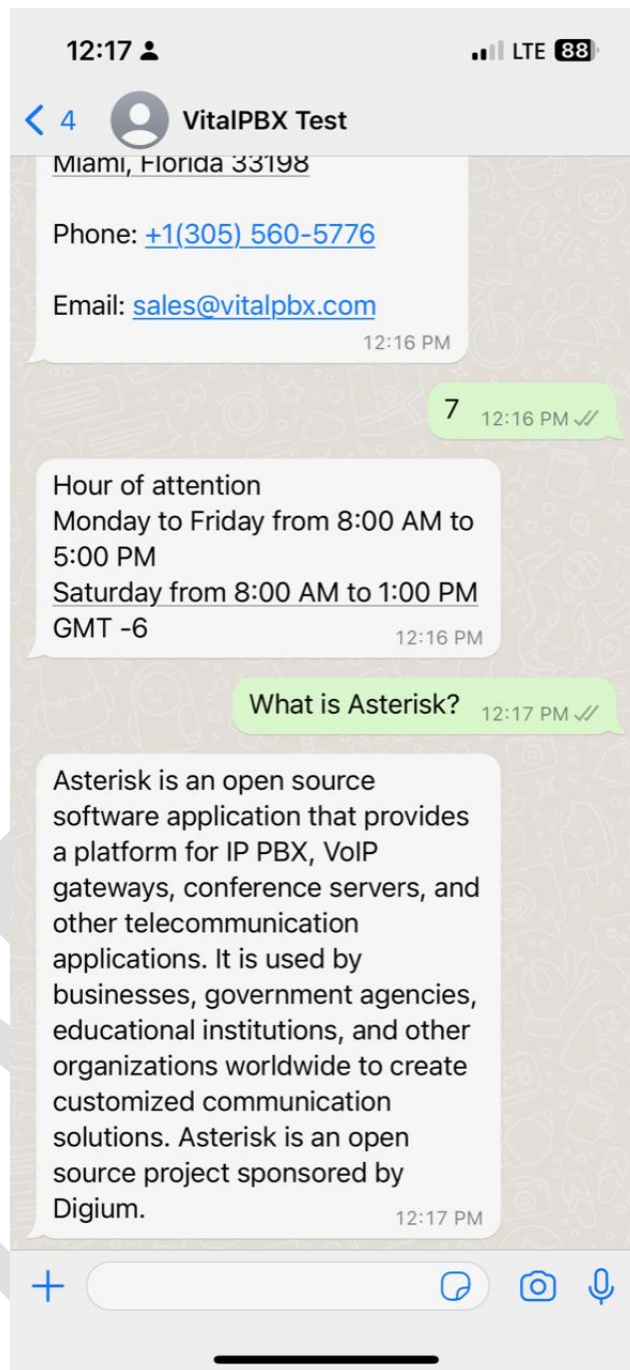 12:17
LTE 88
4 VitalPBX Test
Miami, Florida 33198
Phone: +1(305) 560-5776
Email: sales@vitalpbx.com
12:16 PM
7 12:16 PM
Hour of attention
Monday to Friday from 8:00 AM to
5:00 PM
Saturday from 8:00 AM to 1:00 PM
GMT -6
12:16 PM
What is Asterisk? 12:17 PM
Asterisk is an open source
software application that provides
a platform for IP PBX, VoIP
gateways, conference servers, and
other telecommunication
applications. It is used by
businesses, government agencies,
educational institutions, and other
organizations worldwide to create
customized communication
solutions. Asterisk is an open
source project sponsored by
Digium.
12:17 PM